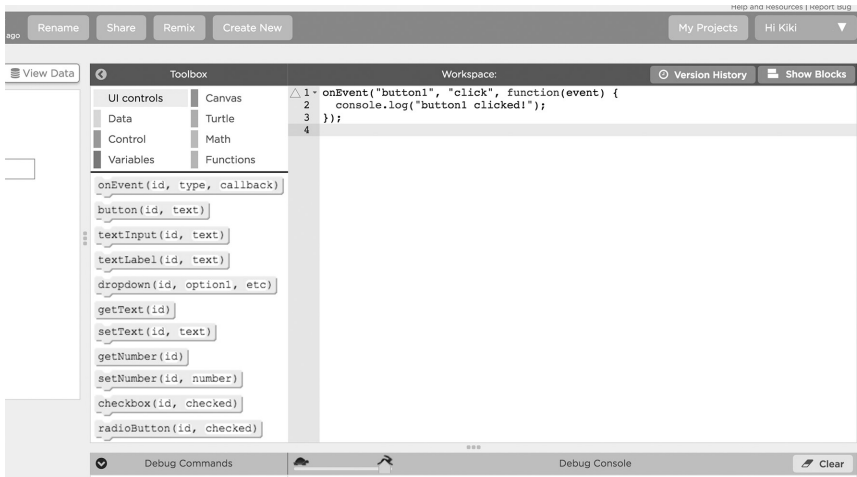 Help and Resources | Report Bug
ago Rename Share Remix Create New My Projects Hi Kiki
View Data Toolbox Workspace: Version History Show Blocks
UI controls Canvas
Data Turtle
Control Math
Variables Functions
onEvent(id, type, callback)
button(id, text)
textInput(id, text)
textLabel(id, text)
dropdown(id, option1, etc)
getText(id)
setText(id, text)
getNumber(id)
setNumber(id, number)
checkbox(id, checked)
radioButton(id, checked)
1 onEvent("button1", "click", function(event) {
2 console.log("button1 clicked!");
3 });
4
Debug Commands Debug Console Clear